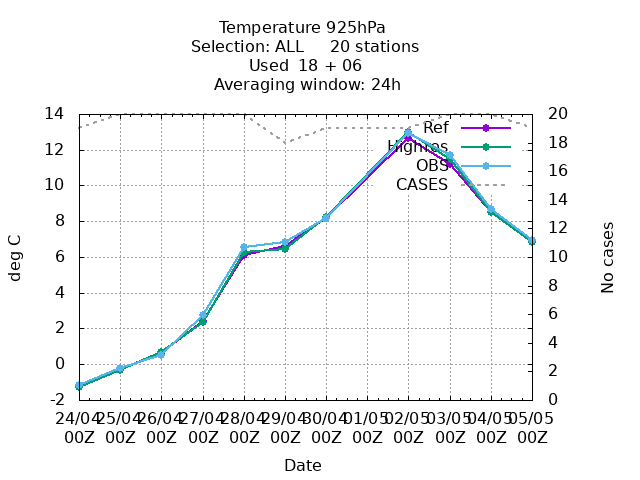 Temperature 925hPa
Selection: ALL 20 stations
Used 18 + 06
Averaging window: 24h
14
12
10
8
6
4
2
0
-2
20
18
16
14
12
10
8
6
4
2
0
deg C
No cases
Ref
HighRes
OBS
CASES
24/04 25/04 26/04 27/04 28/04 29/04 30/04 01/05 02/05 03/05 04/05 05/05
00Z 00Z 00Z 00Z 00Z 00Z 00Z 00Z 00Z 00Z 00Z 00Z
Date